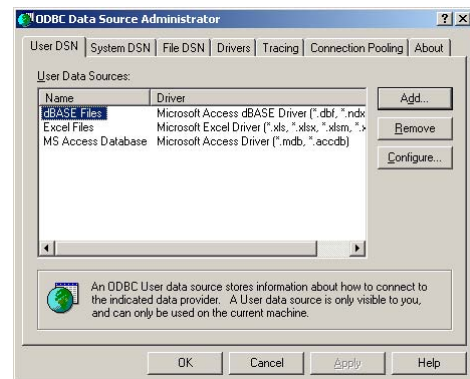 ODBC Data Source Administrator
User DSN System DSN File DSN Drivers Tracing Connection Pooling About
User Data Sources:
Name Driver
dBASE Files Microsoft Access dBASE Driver (*.dbf, *.ndx
Excel Files Microsoft Excel Driver (*.xls, *.xlsx, *.xlsm, *.x
MS Access Database Microsoft Access Driver (*.mdb, *.accdb)
Add...
Remove
Configure...
An ODBC User data source stores information about how to connect to
the indicated data provider. A User data source is only visible to you,
and can only be used on the current machine.
OK Cancel Apply Help